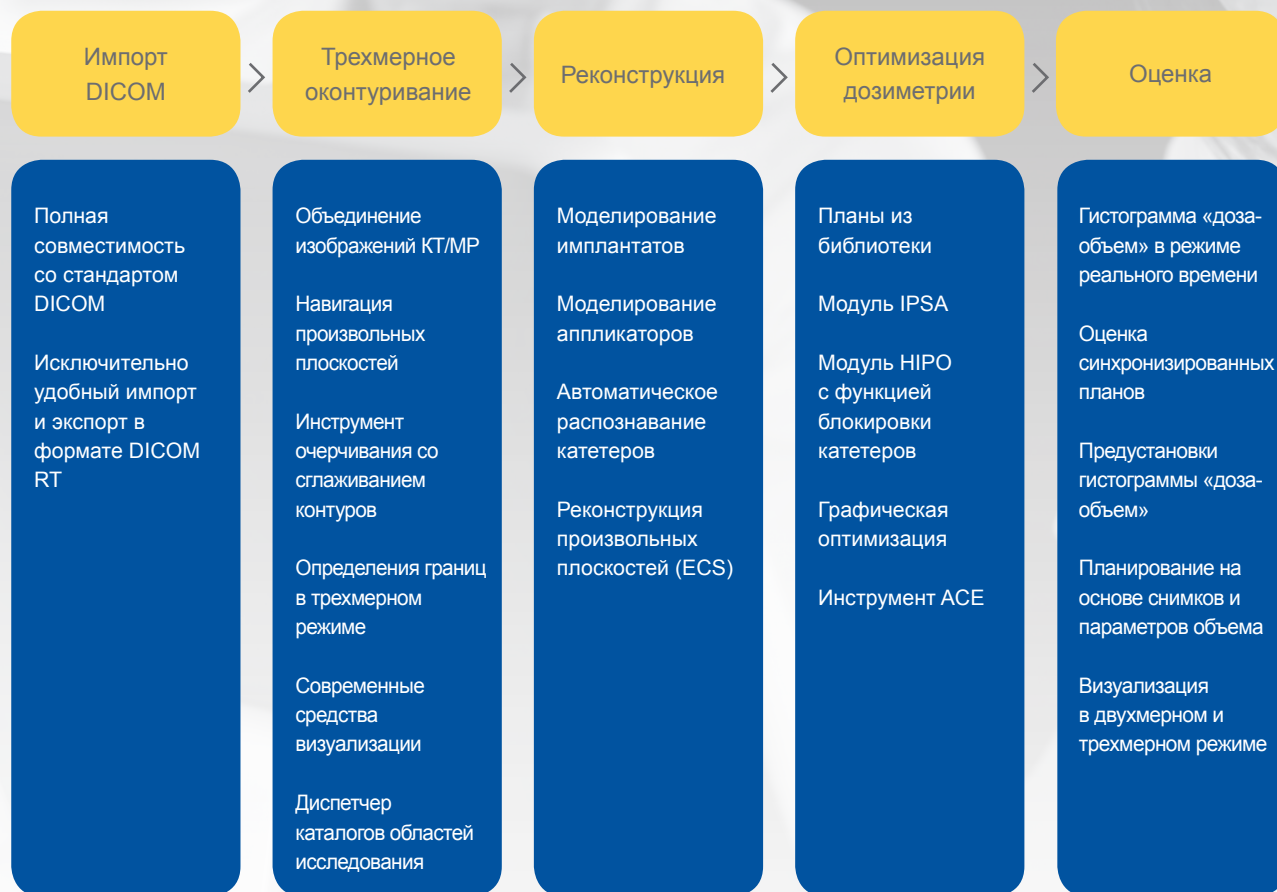 Импорт
DICOM
Трехмерное
оконтуривание
Реконструкция
Оптимизация
дозиметрии
Оценка
Полная
совместимость
со стандартом
DICOM
Исключительно
удобный импорт
и экспорт в
формате DICOM
RT
Объединение
изображений КТ/МР
Навигация
произвольных
плоскостей
Инструмент
очерчивания со
сглаживанием
контуров
Определения границ
в трехмерном
режиме
Современные
средства
визуализации
Диспетчер
каталогов областей
исследования
Моделирование
имплантатов
Моделирование
аппликаторов
Автоматическое
распознавание
катетеров
Реконструкция
произвольных
плоскостей (ECS)
Планы из
библиотеки
Модуль IPSA
Модуль HIPO
с функцией
блокировки
катетеров
Графическая
оптимизация
Инструмент ACE
Гистограмма «доза-
объем» в режиме
реального времени
Оценка
синхронизированных
планов
Предустановки
гистограммы «доза-
объем»
Планирование на
основе снимков и
параметров объема
Визуализация
в двухмерном и
трехмерном режиме